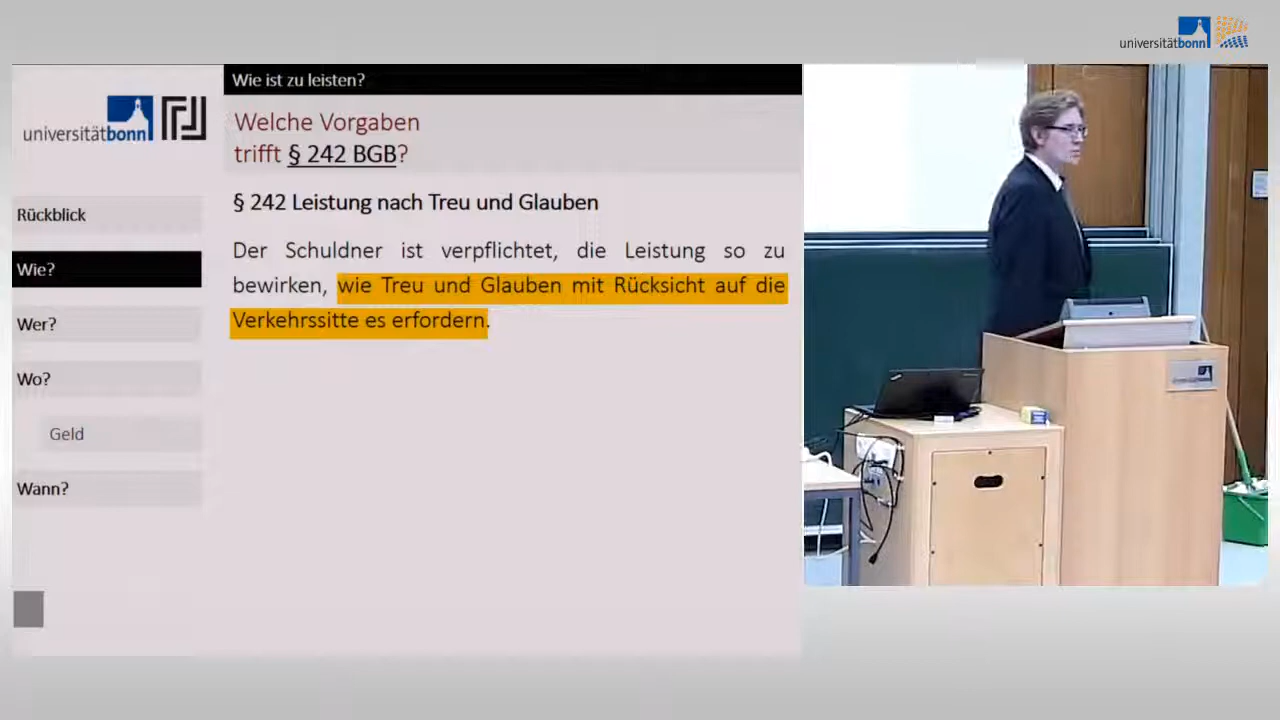 universitätbonn
Wie ist zu leisten?
universitätbonn
Welche Vorgaben
trifft § 242 BGB?
§ 242 Leistung nach Treu und Glauben
Der Schuldner ist verpflichtet, die Leistung so zu
bewirken, wie Treu und Glauben mit Rücksicht auf die
Verkehrssitte es erfordern.
Rückblick
Wie?
Wer?
Wo?
Geld
Wann?